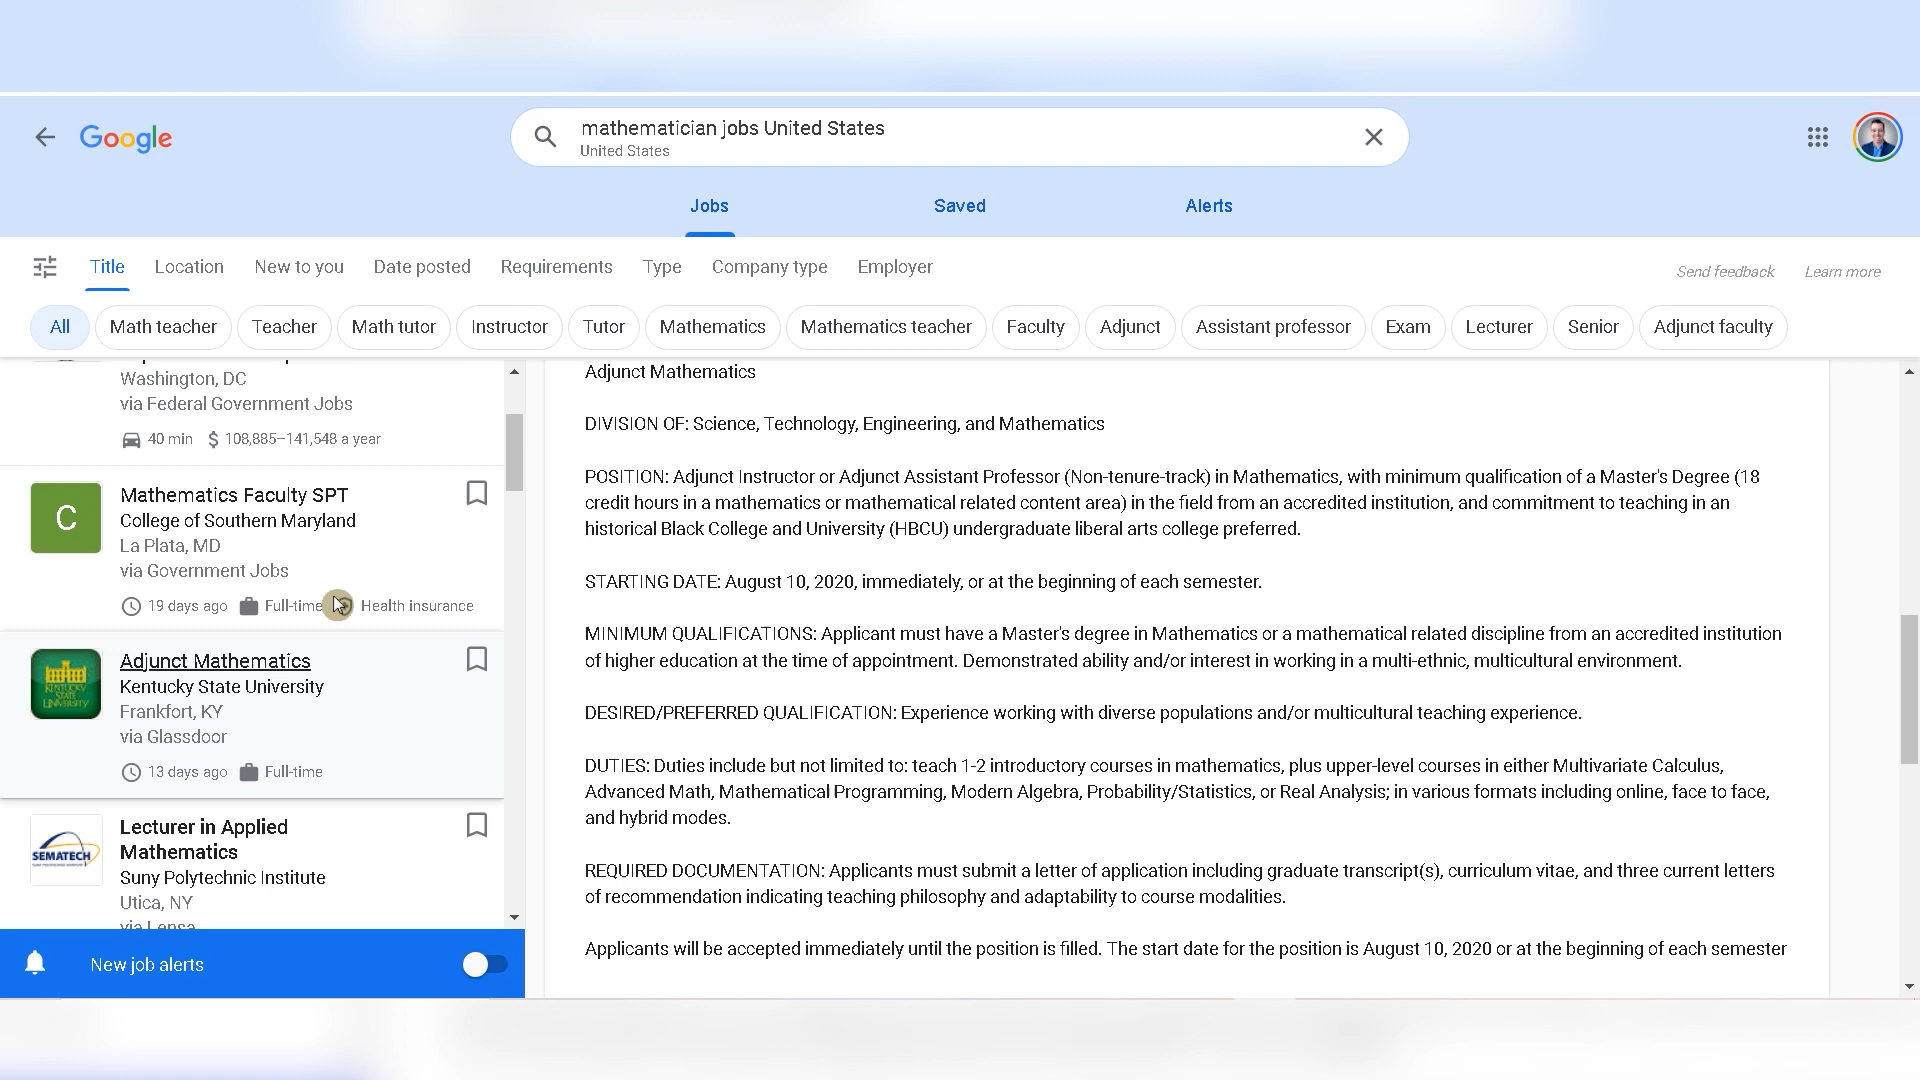 Google
mathematician jobs United States
United States
Jobs
Saved
Alerts
Title
Location
New to you
Date posted
Requirements
Type
Company type
Employer
Send feedback
Learn more
All
Math teacher
Teacher
Math tutor
Instructor
Tutor
Mathematics
Mathematics teacher
Faculty
Adjunct
Assistant professor
Exam
Lecturer
Senior
Adjunct faculty
Washington, DC
via Federal Government Jobs
40 min
$ 108,885–141,548 a year
C
Mathematics Faculty SPT
College of Southern Maryland
La Plata, MD
via Government Jobs
19 days ago
Full-time
Health insurance
KENTUCKY
STATE
UNIVERSITY
Adjunct Mathematics
Kentucky State University
Frankfort, KY
via Glassdoor
13 days ago
Full-time
SEMATECH
Lecturer in Applied
Mathematics
Suny Polytechnic Institute
Utica, NY
via Lensa
New job alerts
Adjunct Mathematics
DIVISION OF: Science, Technology, Engineering, and Mathematics
POSITION: Adjunct Instructor or Adjunct Assistant Professor (Non-tenure-track) in Mathematics, with minimum qualification of a Master's Degree (18
credit hours in a mathematics or mathematical related content area) in the field from an accredited institution, and commitment to teaching in an
historical Black College and University (HBCU) undergraduate liberal arts college preferred.
STARTING DATE: August 10, 2020, immediately, or at the beginning of each semester.
MINIMUM QUALIFICATIONS: Applicant must have a Master's degree in Mathematics or a mathematical related discipline from an accredited institution
of higher education at the time of appointment. Demonstrated ability and/or interest in working in a multi-ethnic, multicultural environment.
DESIRED/PREFERRED QUALIFICATION: Experience working with diverse populations and/or multicultural teaching experience.
DUTIES: Duties include but not limited to: teach 1-2 introductory courses in mathematics, plus upper-level courses in either Multivariate Calculus,
Advanced Math, Mathematical Programming, Modern Algebra, Probability/Statistics, or Real Analysis; in various formats including online, face to face,
and hybrid modes.
REQUIRED DOCUMENTATION: Applicants must submit a letter of application including graduate transcript(s), curriculum vitae, and three current letters
of recommendation indicating teaching philosophy and adaptability to course modalities.
Applicants will be accepted immediately until the position is filled. The start date for the position is August 10, 2020 or at the beginning of each semester